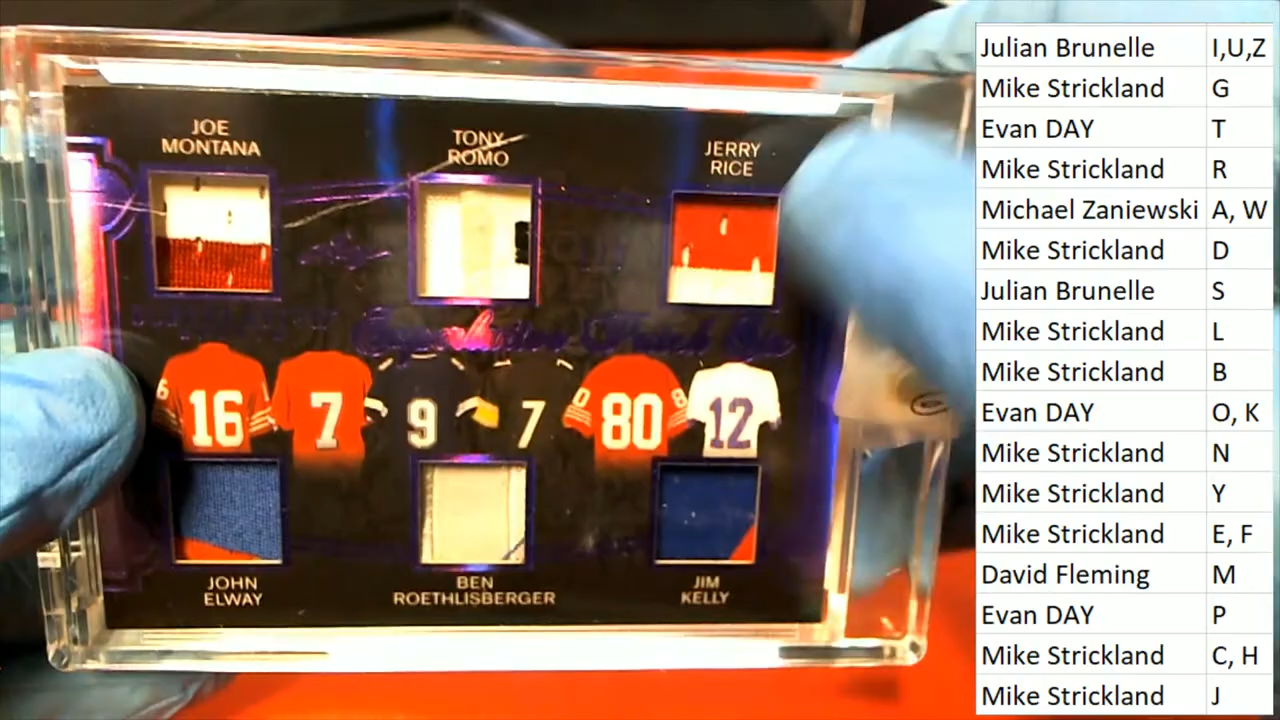 JOE
MONTANA
TONY
ROMO
JERRY
RICE
16
7
9
7
80
12
JOHN
ELWAY
BEN
ROETHLISBERGER
JIM
KELLY
Julian Brunelle I,U,Z
Mike Strickland G
Evan DAY T
Mike Strickland R
Michael Zaniewski A, W
Mike Strickland D
Julian Brunelle S
Mike Strickland L
Mike Strickland B
Evan DAY O, K
Mike Strickland N
Mike Strickland Y
Mike Strickland E, F
David Fleming M
Evan DAY P
Mike Strickland C, H
Mike Strickland J